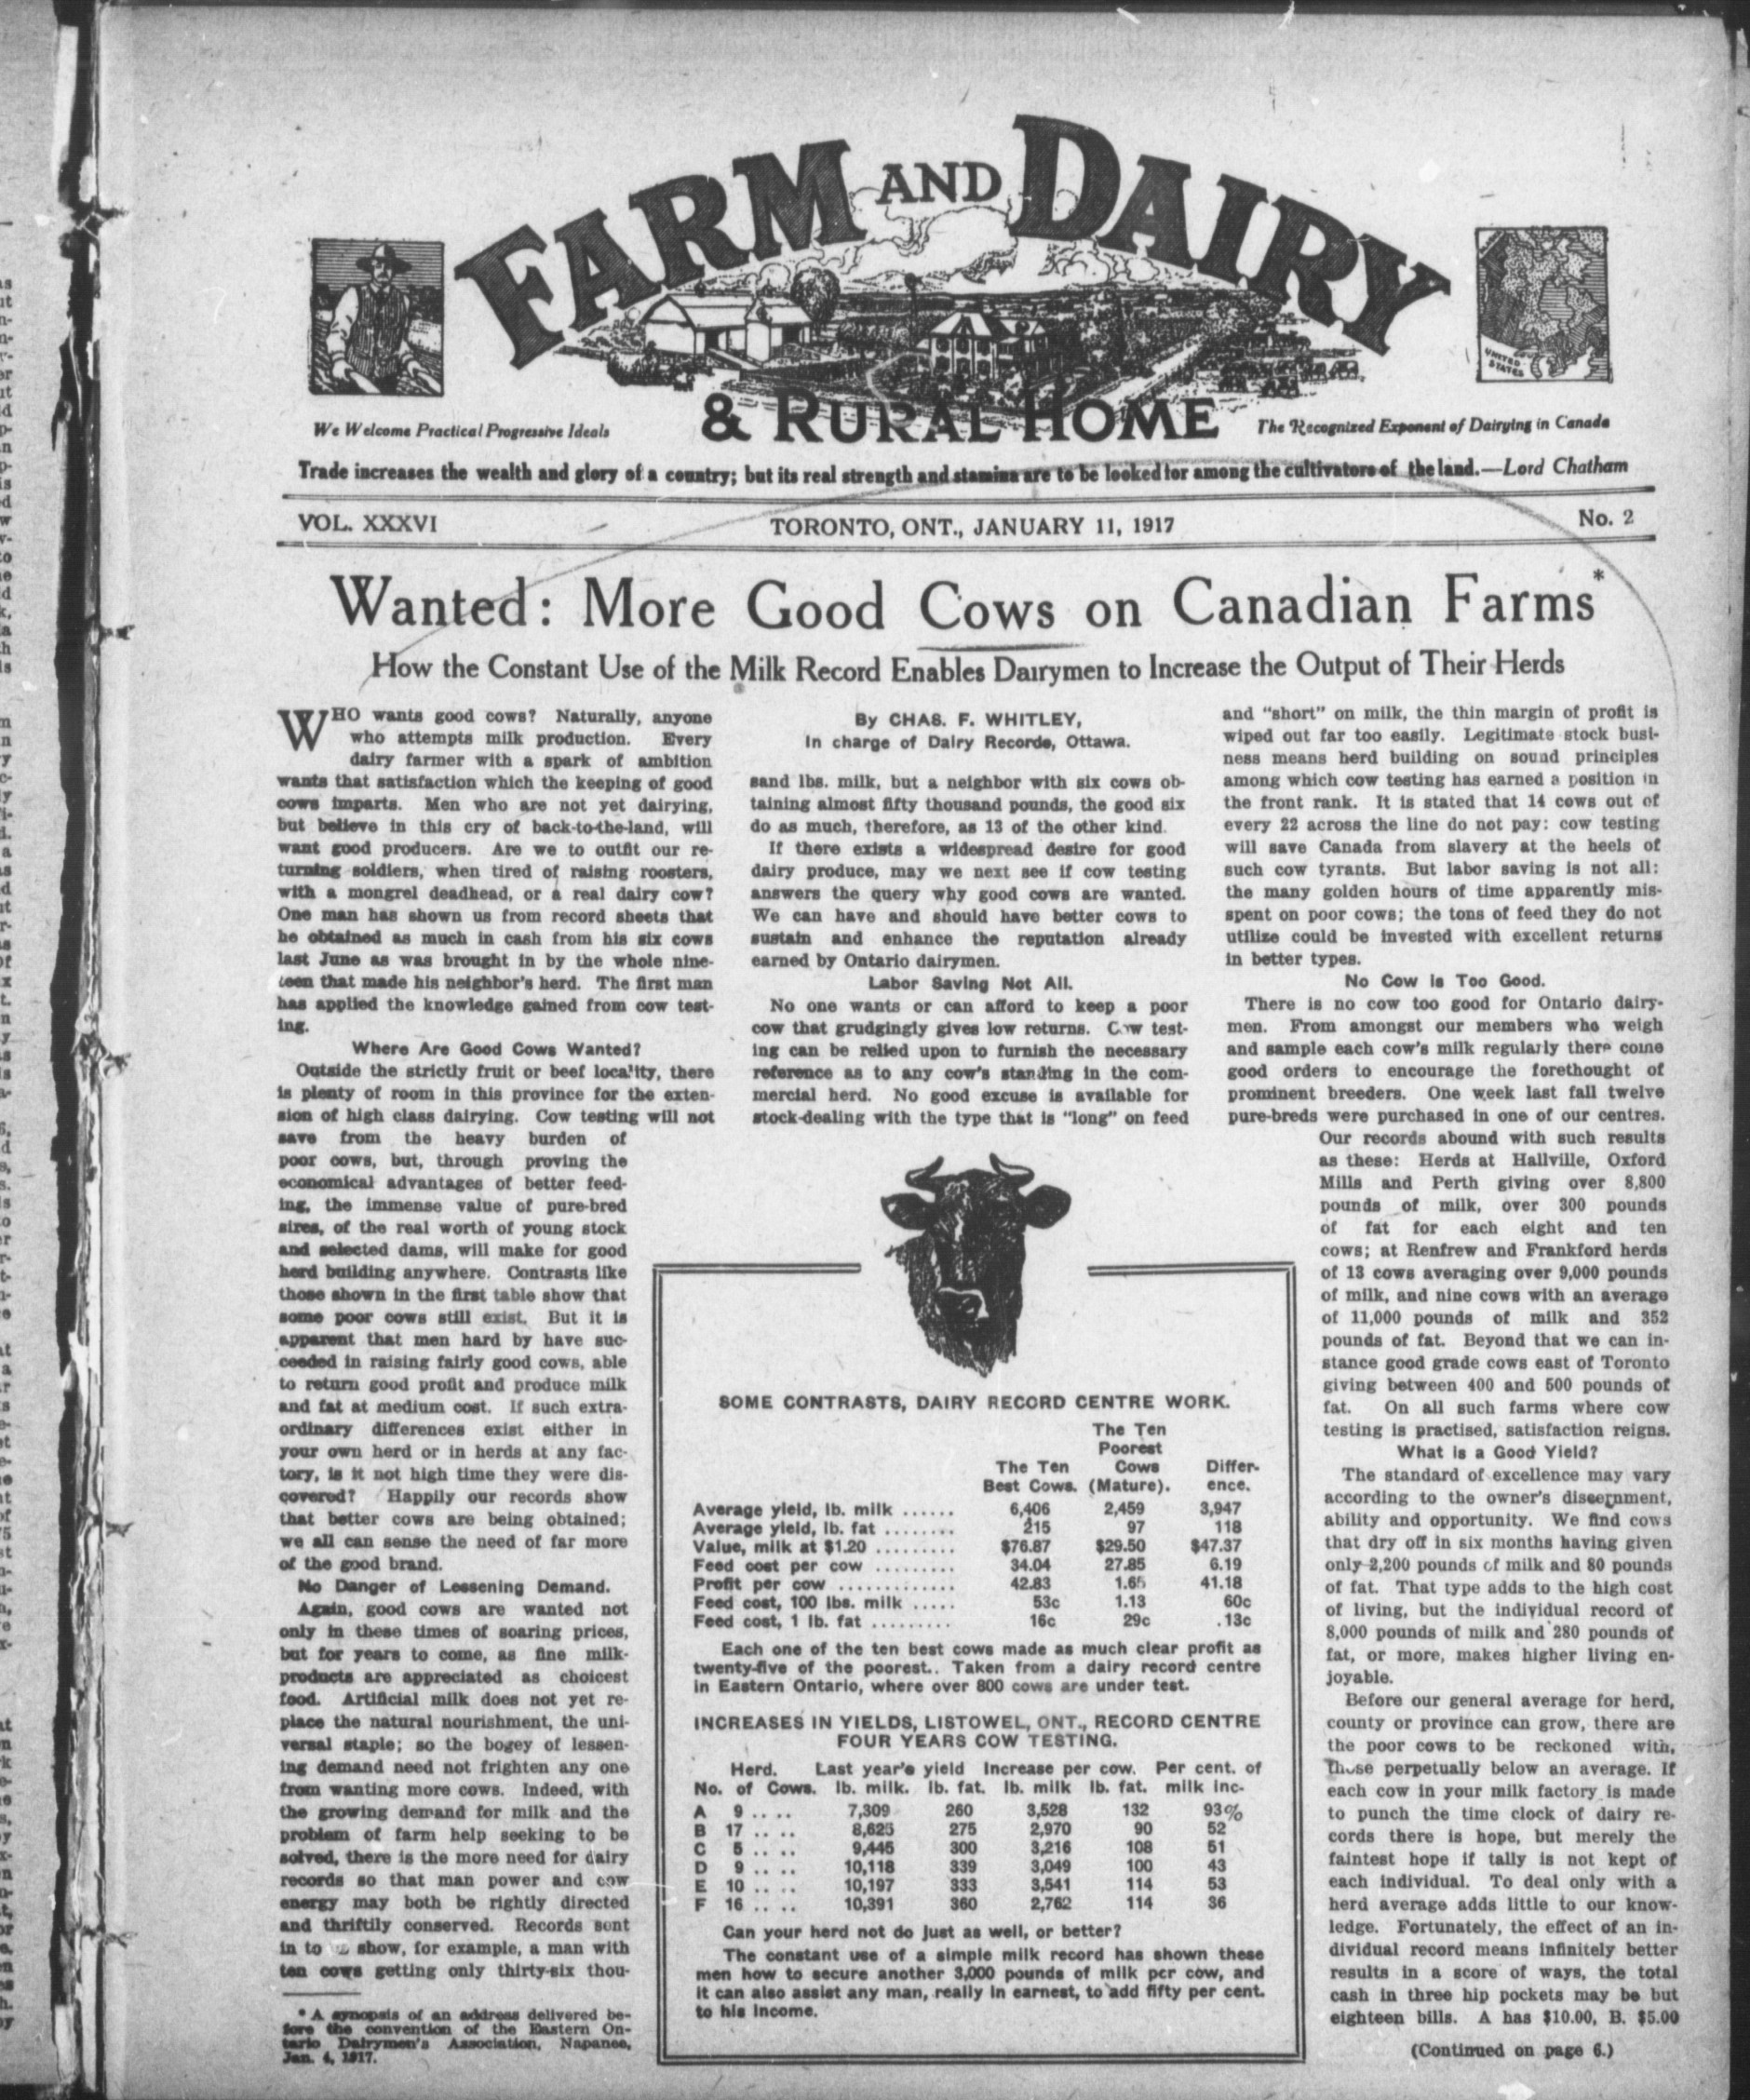 FARM AND DAIRY
& RURAL HOME
UNITED
STATES
We Welcome Practical Progressive Ideals
The Recognized Exponent of Dairying in Canada
Trade increases the wealth and glory of a country; but its real strength and stamina are to be looked for among the cultivators of the land.—Lord Chatham
VOL. XXXVI
TORONTO, ONT., JANUARY 11, 1917
No. 2
Wanted: More Good Cows on Canadian Farms*
How the Constant Use of the Milk Record Enables Dairymen to Increase the Output of Their Herds
WHO wants good cows? Naturally, anyone
who attempts milk production. Every
dairy farmer with a spark of ambition
wants that satisfaction which the keeping of good
cows imparts. Men who are not yet dairying,
but believe in this cry of back-to-the-land, will
want good producers. Are we to outfit our re-
turning soldiers, when tired of raising roosters,
with a mongrel deadhead, or a real dairy cow?
One man has shown us from record sheets that
he obtained as much in cash from his six cows
last June as was brought in by the whole nine-
teen that made his neighbor's herd. The first man
has applied the knowledge gained from cow test-
ing.
Where Are Good Cows Wanted?
Outside the strictly fruit or beef locality, there
is plenty of room in this province for the exten-
sion of high class dairying. Cow testing will not
save from the heavy burden of
poor cows, but, through proving the
economical advantages of better feed-
ing, the immense value of pure-bred
sires, of the real worth of young stock
and selected dams, will make for good
herd building anywhere. Contrasts like
those shown in the first table show that
some poor cows still exist. But it is
apparent that men hard by have suc-
ceeded in raising fairly good cows, able
to return good profit and produce milk
and fat at medium cost. If such extra-
ordinary differences exist either in
your own herd or in herds at any fac-
tory, is it not high time they were dis-
covered? Happily our records show
that better cows are being obtained;
we all can sense the need of far more
of the good brand.
No Danger of Lessening Demand.
Again, good cows are wanted not
only in these times of soaring prices,
but for years to come, as fine milk-
products are appreciated as choicest
food. Artificial milk does not yet re-
place the natural nourishment, the uni-
versal staple; so the bogey of lessen-
ing demand need not frighten any one
from wanting more cows. Indeed, with
the growing demand for milk and the
problem of farm help seeking to be
solved, there is the more need for dairy
records so that man power and cow
energy may both be rightly directed
and thriftily conserved. Records sent
in to show, for example, a man with
ten cows getting only thirty-six thou-
* A synopsis of an address delivered be-
fore the convention of the Eastern On-
tario Dairymen's Association, Napanee,
Jan. 4, 1917.
By CHAS. F. WHITLEY,
In charge of Dairy Records, Ottawa.
sand lbs. milk, but a neighbor with six cows ob-
taining almost fifty thousand pounds, the good six
do as much, therefore, as 13 of the other kind.
If there exists a widespread desire for good
dairy produce, may we next see if cow testing
answers the query why good cows are wanted.
We can have and should have better cows to
sustain and enhance the reputation already
earned by Ontario dairymen.
Labor Saving Not All.
No one wants or can afford to keep a poor
cow that grudgingly gives low returns. Cow test-
ing can be relied upon to furnish the necessary
reference as to any cow's standing in the com-
mercial herd. No good excuse is available for
stock-dealing with the type that is "long" on feed
SOME CONTRASTS, DAIRY RECORD CENTRE WORK.
The Ten Best Cows. The Ten Poorest Cows (Mature). Differ-ence.
Average yield, lb. milk ...... 6,406 2,459 3,947
Average yield, lb. fat ........ 215 97 118
Value, milk at $1.20 ......... $76.87 $29.50 $47.37
Feed cost per cow ......... 34.04 27.85 6.19
Profit per cow ............. 42.83 1.65 41.18
Feed cost, 100 lbs. milk ..... 53c 1.13 60c
Feed cost, 1 lb. fat ......... 16c 29c .13c
Each one of the ten best cows made as much clear profit as
twenty-five of the poorest.. Taken from a dairy record centre
in Eastern Ontario, where over 800 cows are under test.
INCREASES IN YIELDS, LISTOWEL, ONT., RECORD CENTRE
FOUR YEARS COW TESTING.
Herd. Last year's yield Increase per cow. Per cent. of
No. of Cows. lb. milk. lb. fat. lb. milk lb. fat. milk inc-
A 9 .... 7,309 260 3,528 132 93%
B 17 .... 8,625 275 2,970 90 52
C 5 .... 9,445 300 3,216 108 51
D 9 .... 10,118 339 3,049 100 43
E 10 .... 10,197 333 3,541 114 53
F 16 .... 10,391 360 2,762 114 36
Can your herd not do just as well, or better?
The constant use of a simple milk record has shown these
men how to secure another 3,000 pounds of milk per cow, and
it can also assist any man, really in earnest, to add fifty per cent.
to his income.
and "short" on milk, the thin margin of profit is
wiped out far too easily. Legitimate stock busi-
ness means herd building on sound principles
among which cow testing has earned a position in
the front rank. It is stated that 14 cows out of
every 22 across the line do not pay: cow testing
will save Canada from slavery at the heels of
such cow tyrants. But labor saving is not all:
the many golden hours of time apparently mis-
spent on poor cows; the tons of feed they do not
utilize could be invested with excellent returns
in better types.
No Cow is Too Good.
There is no cow too good for Ontario dairy-
men. From amongst our members who weigh
and sample each cow's milk regularly there come
good orders to encourage the forethought of
prominent breeders. One week last fall twelve
pure-breds were purchased in one of our centres.
Our records abound with such results
as these: Herds at Hallville, Oxford
Mills and Perth giving over 8,800
pounds of milk, over 300 pounds
of fat for each eight and ten
cows; at Renfrew and Frankford herds
of 13 cows averaging over 9,000 pounds
of milk, and nine cows with an average
of 11,000 pounds of milk and 352
pounds of fat. Beyond that we can in-
stance good grade cows east of Toronto
giving between 400 and 500 pounds of
fat. On all such farms where cow
testing is practised, satisfaction reigns.
What is a Good Yield?
The standard of excellence may vary
according to the owner's discernment,
ability and opportunity. We find cows
that dry off in six months having given
only 2,200 pounds of milk and 80 pounds
of fat. That type adds to the high cost
of living, but the individual record of
8,000 pounds of milk and 280 pounds of
fat, or more, makes higher living en-
joyable.
Before our general average for herd,
county or province can grow, there are
the poor cows to be reckoned with,
those perpetually below an average. If
each cow in your milk factory is made
to punch the time clock of dairy re-
cords there is hope, but merely the
faintest hope if tally is not kept of
each individual. To deal only with a
herd average adds little to our know-
ledge. Fortunately, the effect of an in-
dividual record means infinitely better
results in a score of ways, the total
cash in three hip pockets may be but
eighteen bills. A has $10.00, B. $5.00
(Continued on page 6.)